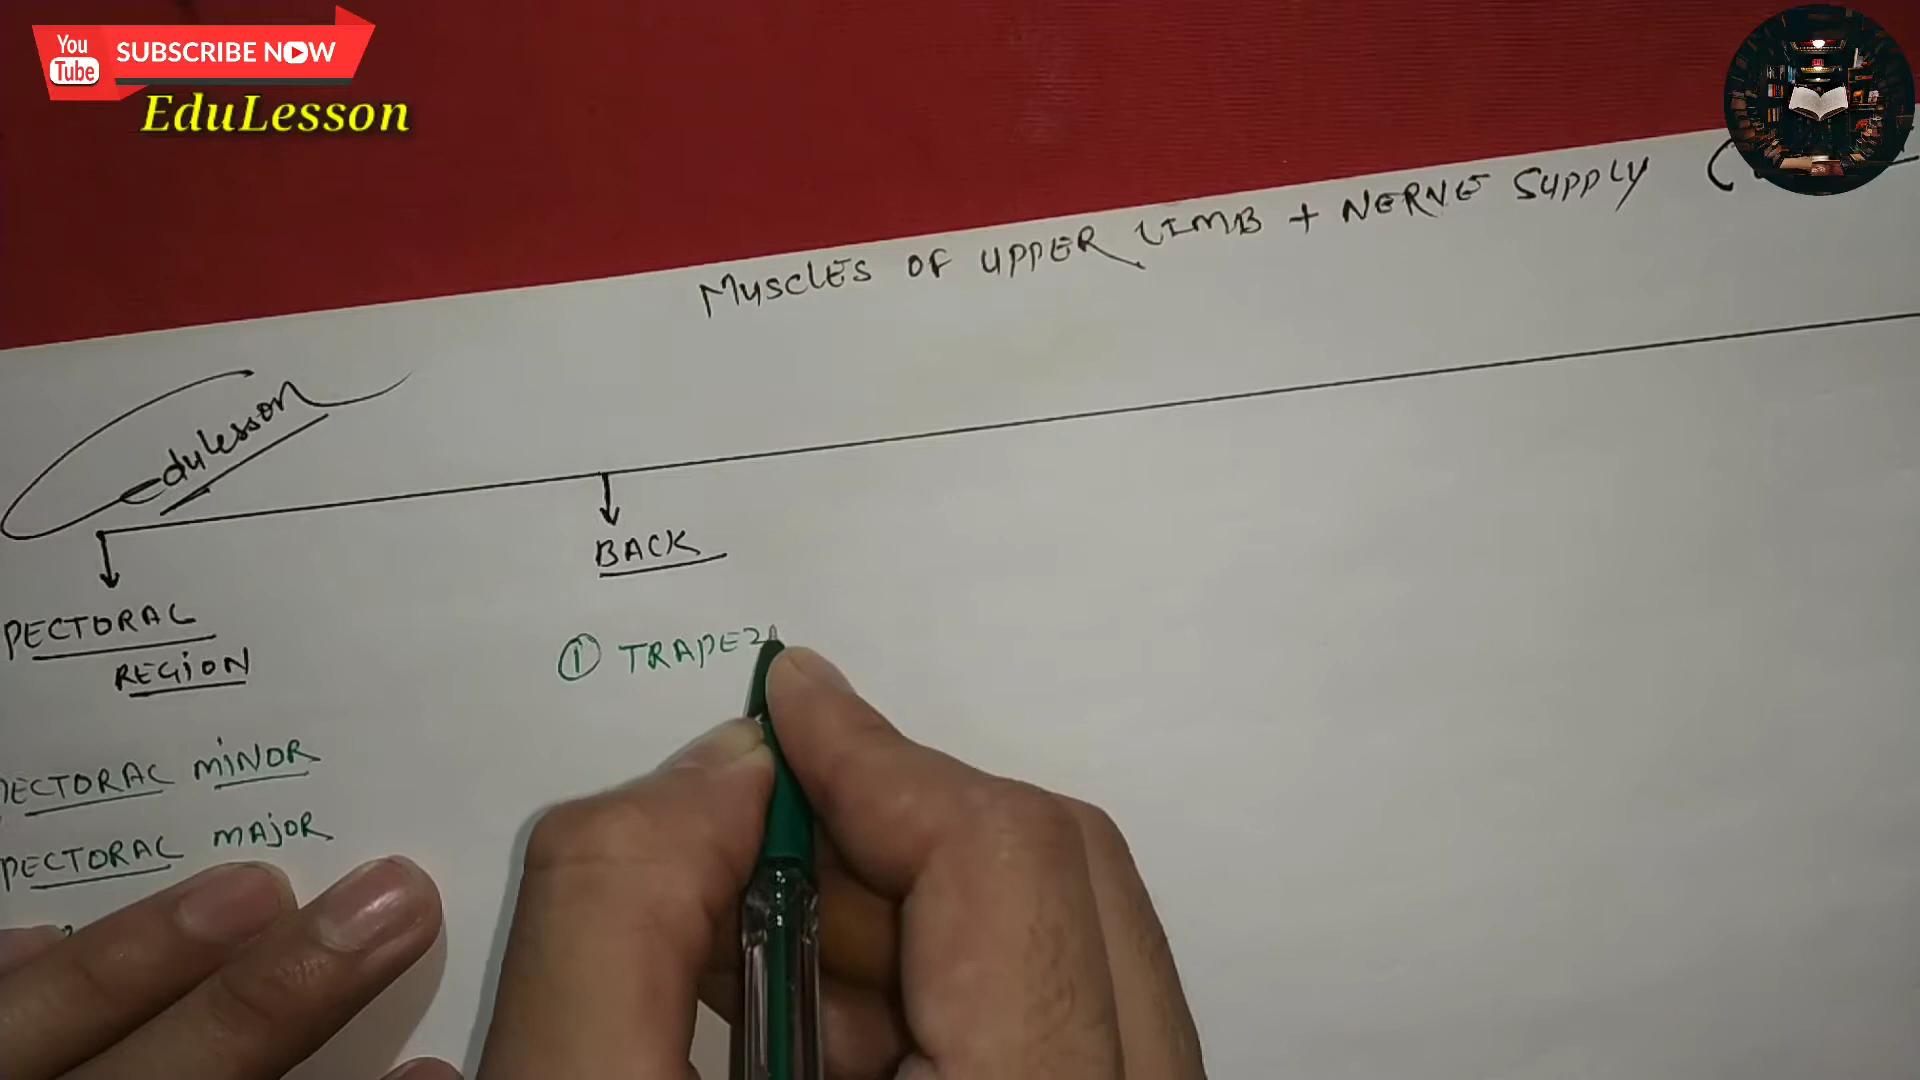 You
Tube
SUBSCRIBE NOW
EduLesson
MUSCLES OF UPPER LIMB + NERVE SUPPLY (
EduLesson
BACK
PECTORAL
REGION
① TRAPEZ
PECTORAL MINOR
PECTORAL MAJOR